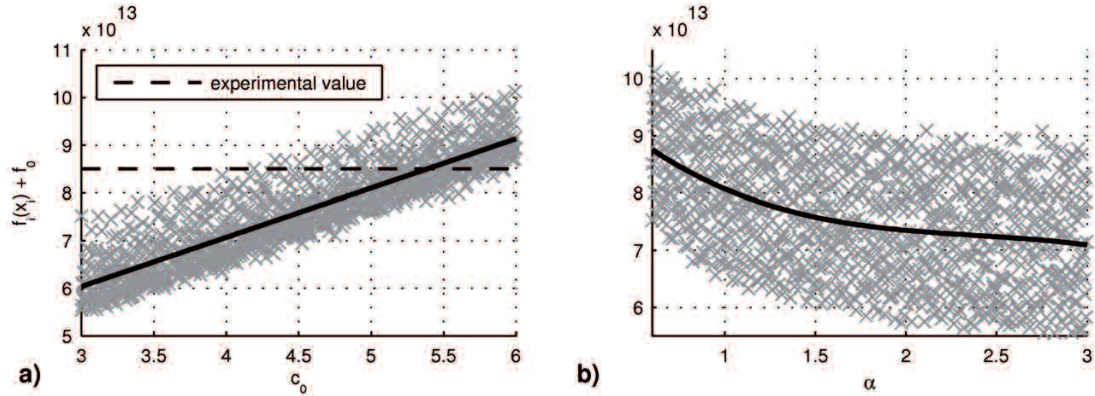 x 10 13
11
10
9
8
7
6
5
3 3.5 4 4.5 5 5.5 6
experimental value
f_i(x_i) + f_0
c_0
a)
x 10 13
10
9
8
7
6
1 1.5 2 2.5 3
α
b)